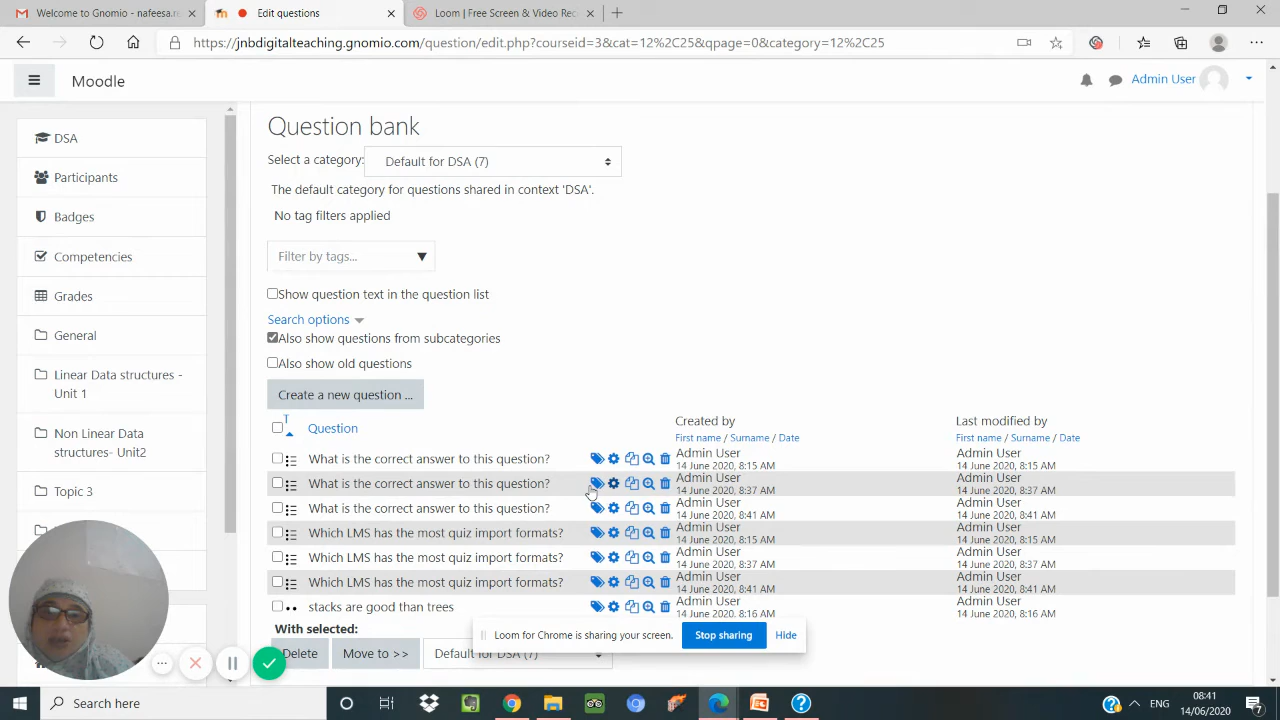 Welcome to Gnomio - nafeesa.n
Edit questions
Loom | Free Screen & Video Rec
https://jnbdigitalteaching.gnomio.com/question/edit.php?courseid=3&cat=12%2C25&qpage=0&category=12%2C25
Moodle
Admin User
DSA
Participants
Badges
Competencies
Grades
General
Linear Data structures -
Unit 1
Non Linear Data
structures- Unit2
Topic 3
Question bank
Select a category: Default for DSA (7)
The default category for questions shared in context 'DSA'.
No tag filters applied
Filter by tags...
Show question text in the question list
Search options
Also show questions from subcategories
Also show old questions
Create a new question ...
T Question Created by Last modified by
First name / Surname / Date First name / Surname / Date
What is the correct answer to this question? Admin User Admin User
14 June 2020, 8:15 AM 14 June 2020, 8:15 AM
What is the correct answer to this question? Admin User Admin User
14 June 2020, 8:37 AM 14 June 2020, 8:37 AM
What is the correct answer to this question? Admin User Admin User
14 June 2020, 8:41 AM 14 June 2020, 8:41 AM
Which LMS has the most quiz import formats? Admin User Admin User
14 June 2020, 8:15 AM 14 June 2020, 8:15 AM
Which LMS has the most quiz import formats? Admin User Admin User
14 June 2020, 8:37 AM 14 June 2020, 8:37 AM
Which LMS has the most quiz import formats? Admin User Admin User
14 June 2020, 8:41 AM 14 June 2020, 8:41 AM
stacks are good than trees Admin User Admin User
14 June 2020, 8:16 AM 14 June 2020, 8:16 AM
With selected:
Delete Move to >> Default for DSA (7)
Loom for Chrome is sharing your screen. Stop sharing Hide
Search here
ENG
08:41
14/06/2020
7